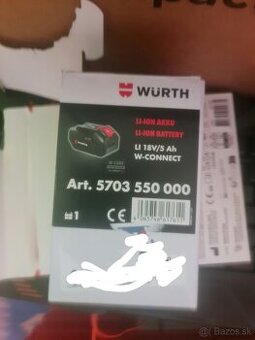 WÜRTH
LI-ION AKKU
LI-ION BATTERY
LI 18V/5 Ah
W-CONNECT
Art. 5703 550 000
1
CE
© Bazos.sk